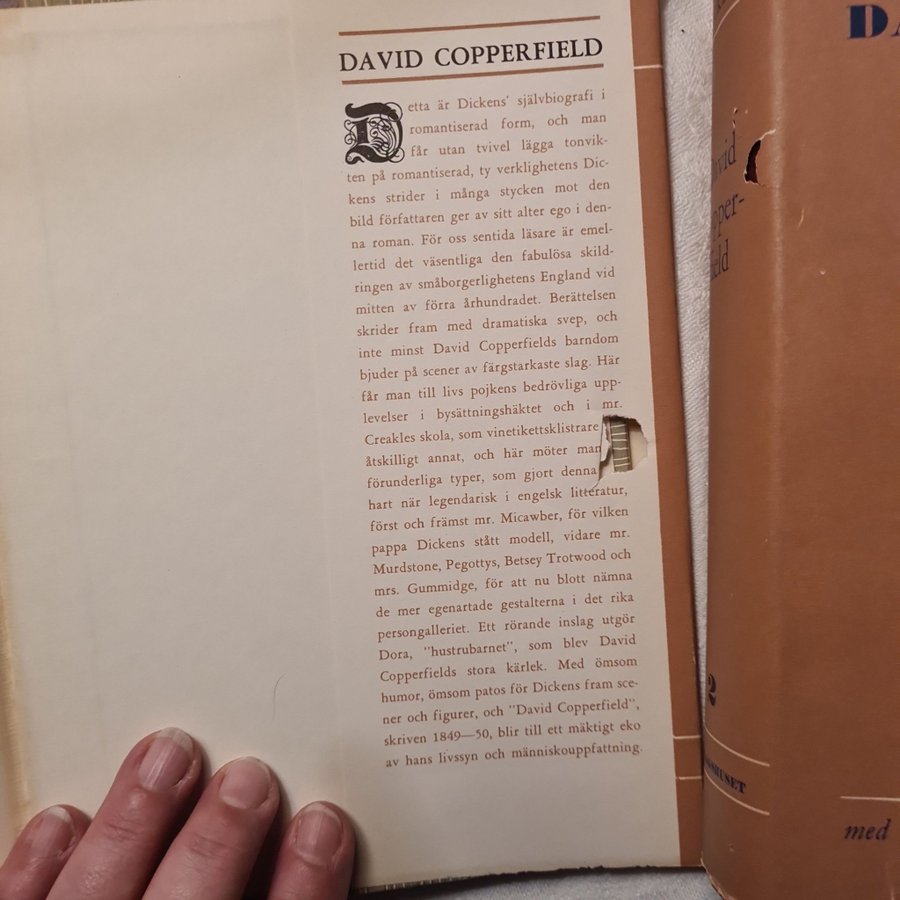 DAVID COPPERFIELD
Detta är Dickens' självbiografi i
romantiserad form, och man
får utan tvivel lägga tonvik-
ten på romantiserad, ty verklighetens Dic-
kens strider i många stycken mot den
bild författaren ger av sitt alter ego i den-
na roman. För oss sentida läsare är emel-
lertid det väsentliga den fabulösa skild-
ringen av småborgerlighetens England vid
mitten av förra århundradet. Berättelsen
skrider fram med dramatiska svep, och
inte minst David Copperfields barndom
bjuder på scener av färgstarkaste slag. Här
får man till livs pojkens bedrövliga upp-
levelser i bysättningshäktet och i mr.
Creakles skola, som vinetikettsklistrare
åtskilligt annat, och här möter man
förunderliga typer, som gjort denna
hart när legendarisk i engelsk litteratur,
först och främst mr. Micawber, för vilken
pappa Dickens stått modell, vidare mr.
Murdstone, Pegottys, Betsey Trotwood och
mrs. Gummidge, för att nu blott nämna
de mer egenartade gestalterna i det rika
persongalleriet. Ett rörande inslag utgör
Dora, "hustrubarnet", som blev David
Copperfields stora kärlek. Med ömsom
humor, ömsom patos för Dickens fram sce-
ner och figurer, och "David Copperfield",
skriven 1849—50, blir till ett mäktigt eko
av hans livssyn och människouppfattning.
DA
vid
pper-
eld
2
HUSET
med